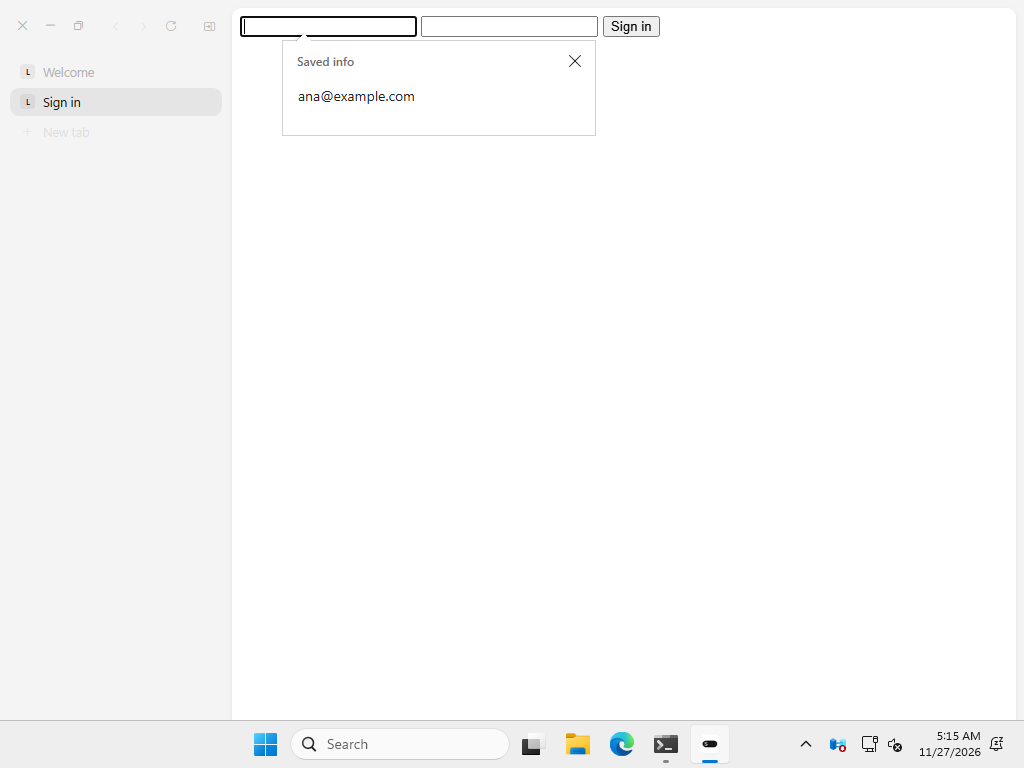 L Welcome
L Sign in
+ New tab
Sign in
Saved info
ana@example.com
Search
5:15 AM
11/27/2026